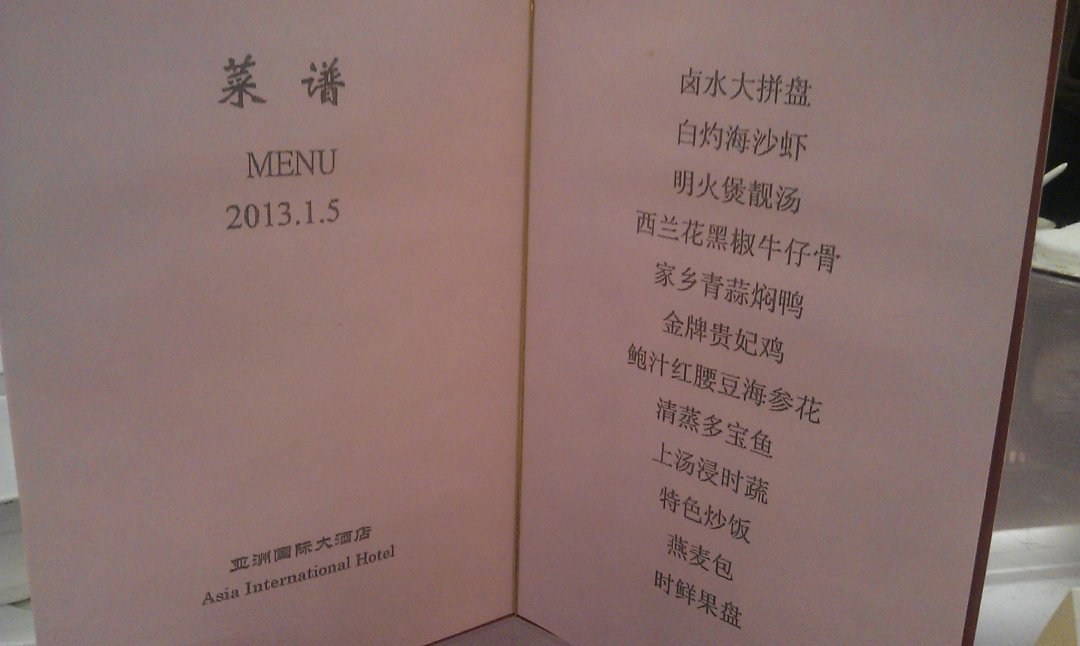 菜谱
MENU
2013.1.5
亚洲国际大酒店
Asia International Hotel
卤水大拼盘
白灼海沙虾
明火煲靓汤
西兰花黑椒牛仔骨
家乡青蒜焖鸭
金牌贵妃鸡
鲍汁红腰豆海参花
清蒸多宝鱼
上汤浸时蔬
特色炒饭
燕麦包
时鲜果盘